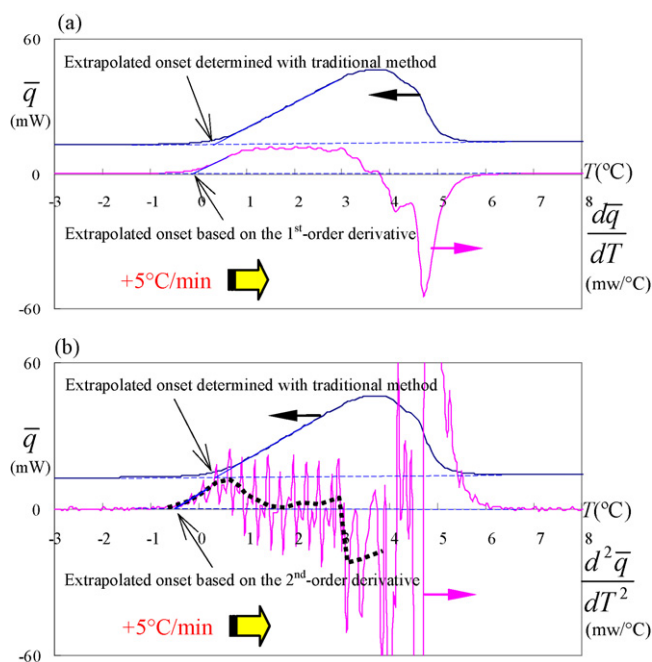 (a)
60
Extrapolated onset determined with traditional method
q̅
(mW)
0
T(°C)
-3 -2 -1 0 1 2 3 4 5 6 7 8
Extrapolated onset based on the 1st-order derivative
dq̅
dT
(mw/°C)
+5°C/min
-60
(b)
60
Extrapolated onset determined with traditional method
q̅
(mW)
0
T(°C)
-3 -2 -1 0 1 2 3 4 5 6 7 8
Extrapolated onset based on the 2nd-order derivative
d²q̅
dT²
(mw/°C)
+5°C/min
-60